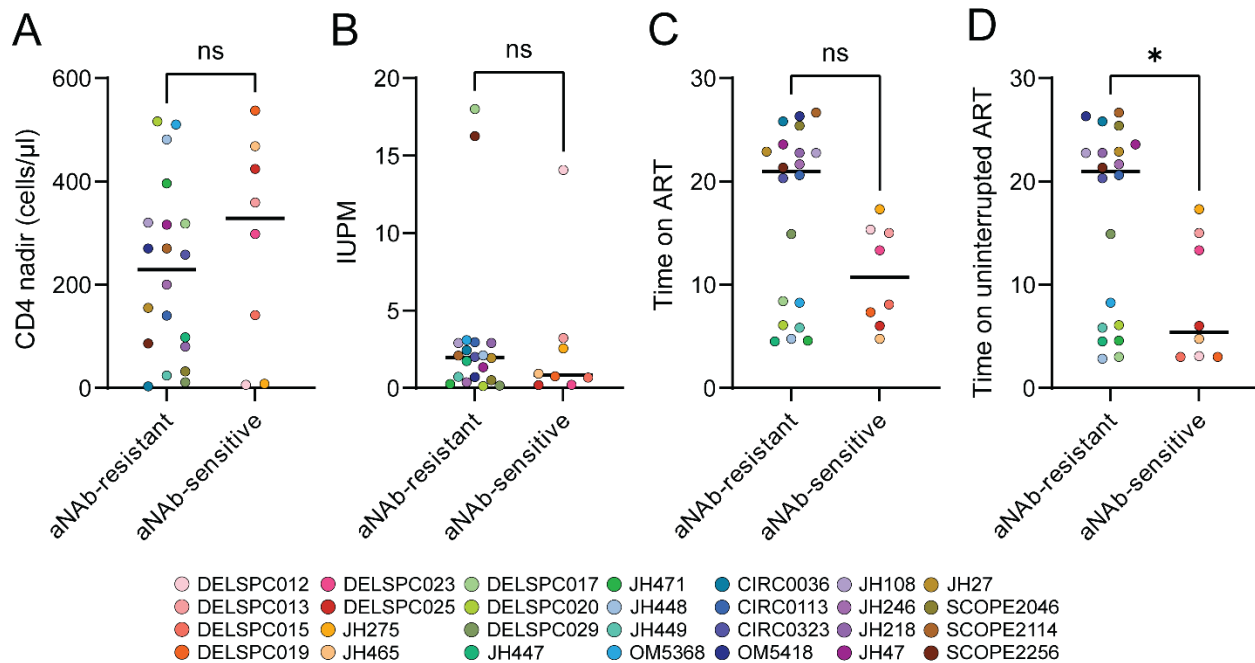 A
B
C
D
ns
ns
ns
*
CD4 nadir (cells/µl)
600
400
200
0
IUPM
20
15
10
5
0
Time on ART
30
20
10
0
Time on uninterrupted ART
30
20
10
0
aNAb-resistant
aNAb-sensitive
aNAb-resistant
aNAb-sensitive
aNAb-resistant
aNAb-sensitive
aNAb-resistant
aNAb-sensitive
DELSPC012 DELSPC023 DELSPC017 JH471 CIRC0036 JH108 JH27
DELSPC013 DELSPC025 DELSPC020 JH448 CIRC0113 JH246 SCOPE2046
DELSPC015 JH275 DELSPC029 JH449 CIRC0323 JH218 SCOPE2114
DELSPC019 JH465 JH447 OM5368 OM5418 JH47 SCOPE2256